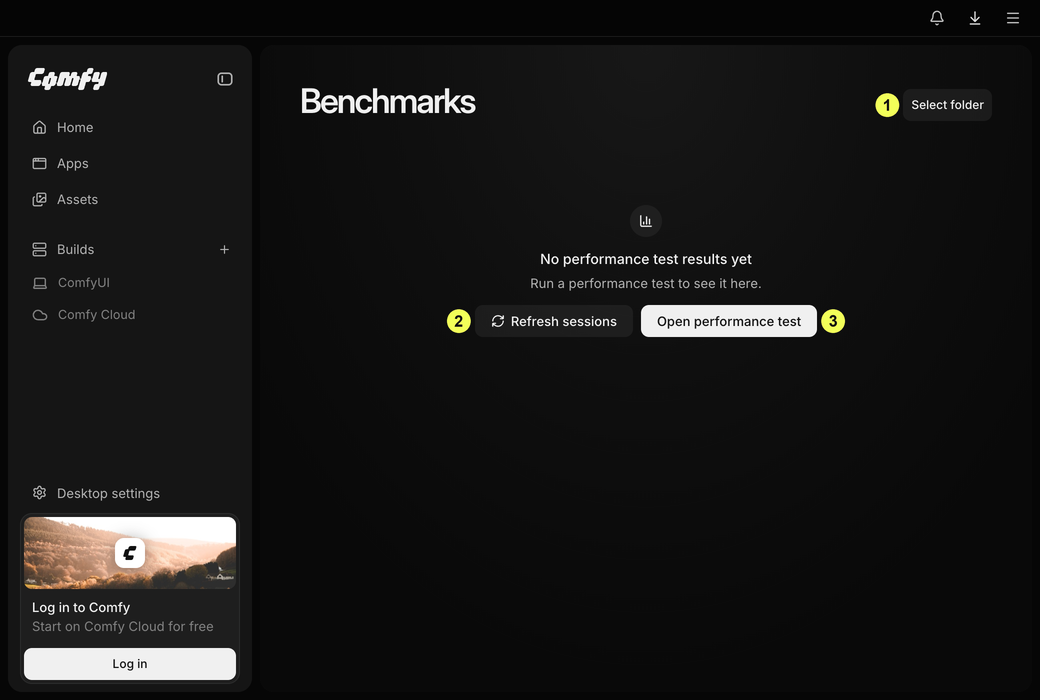 Comfy
Home
Apps
Assets
Builds
ComfyUI
Comfy Cloud
Desktop settings
Log in to Comfy
Start on Comfy Cloud for free
Log in
Benchmarks
1 Select folder
No performance test results yet
Run a performance test to see it here.
2 Refresh sessions Open performance test 3